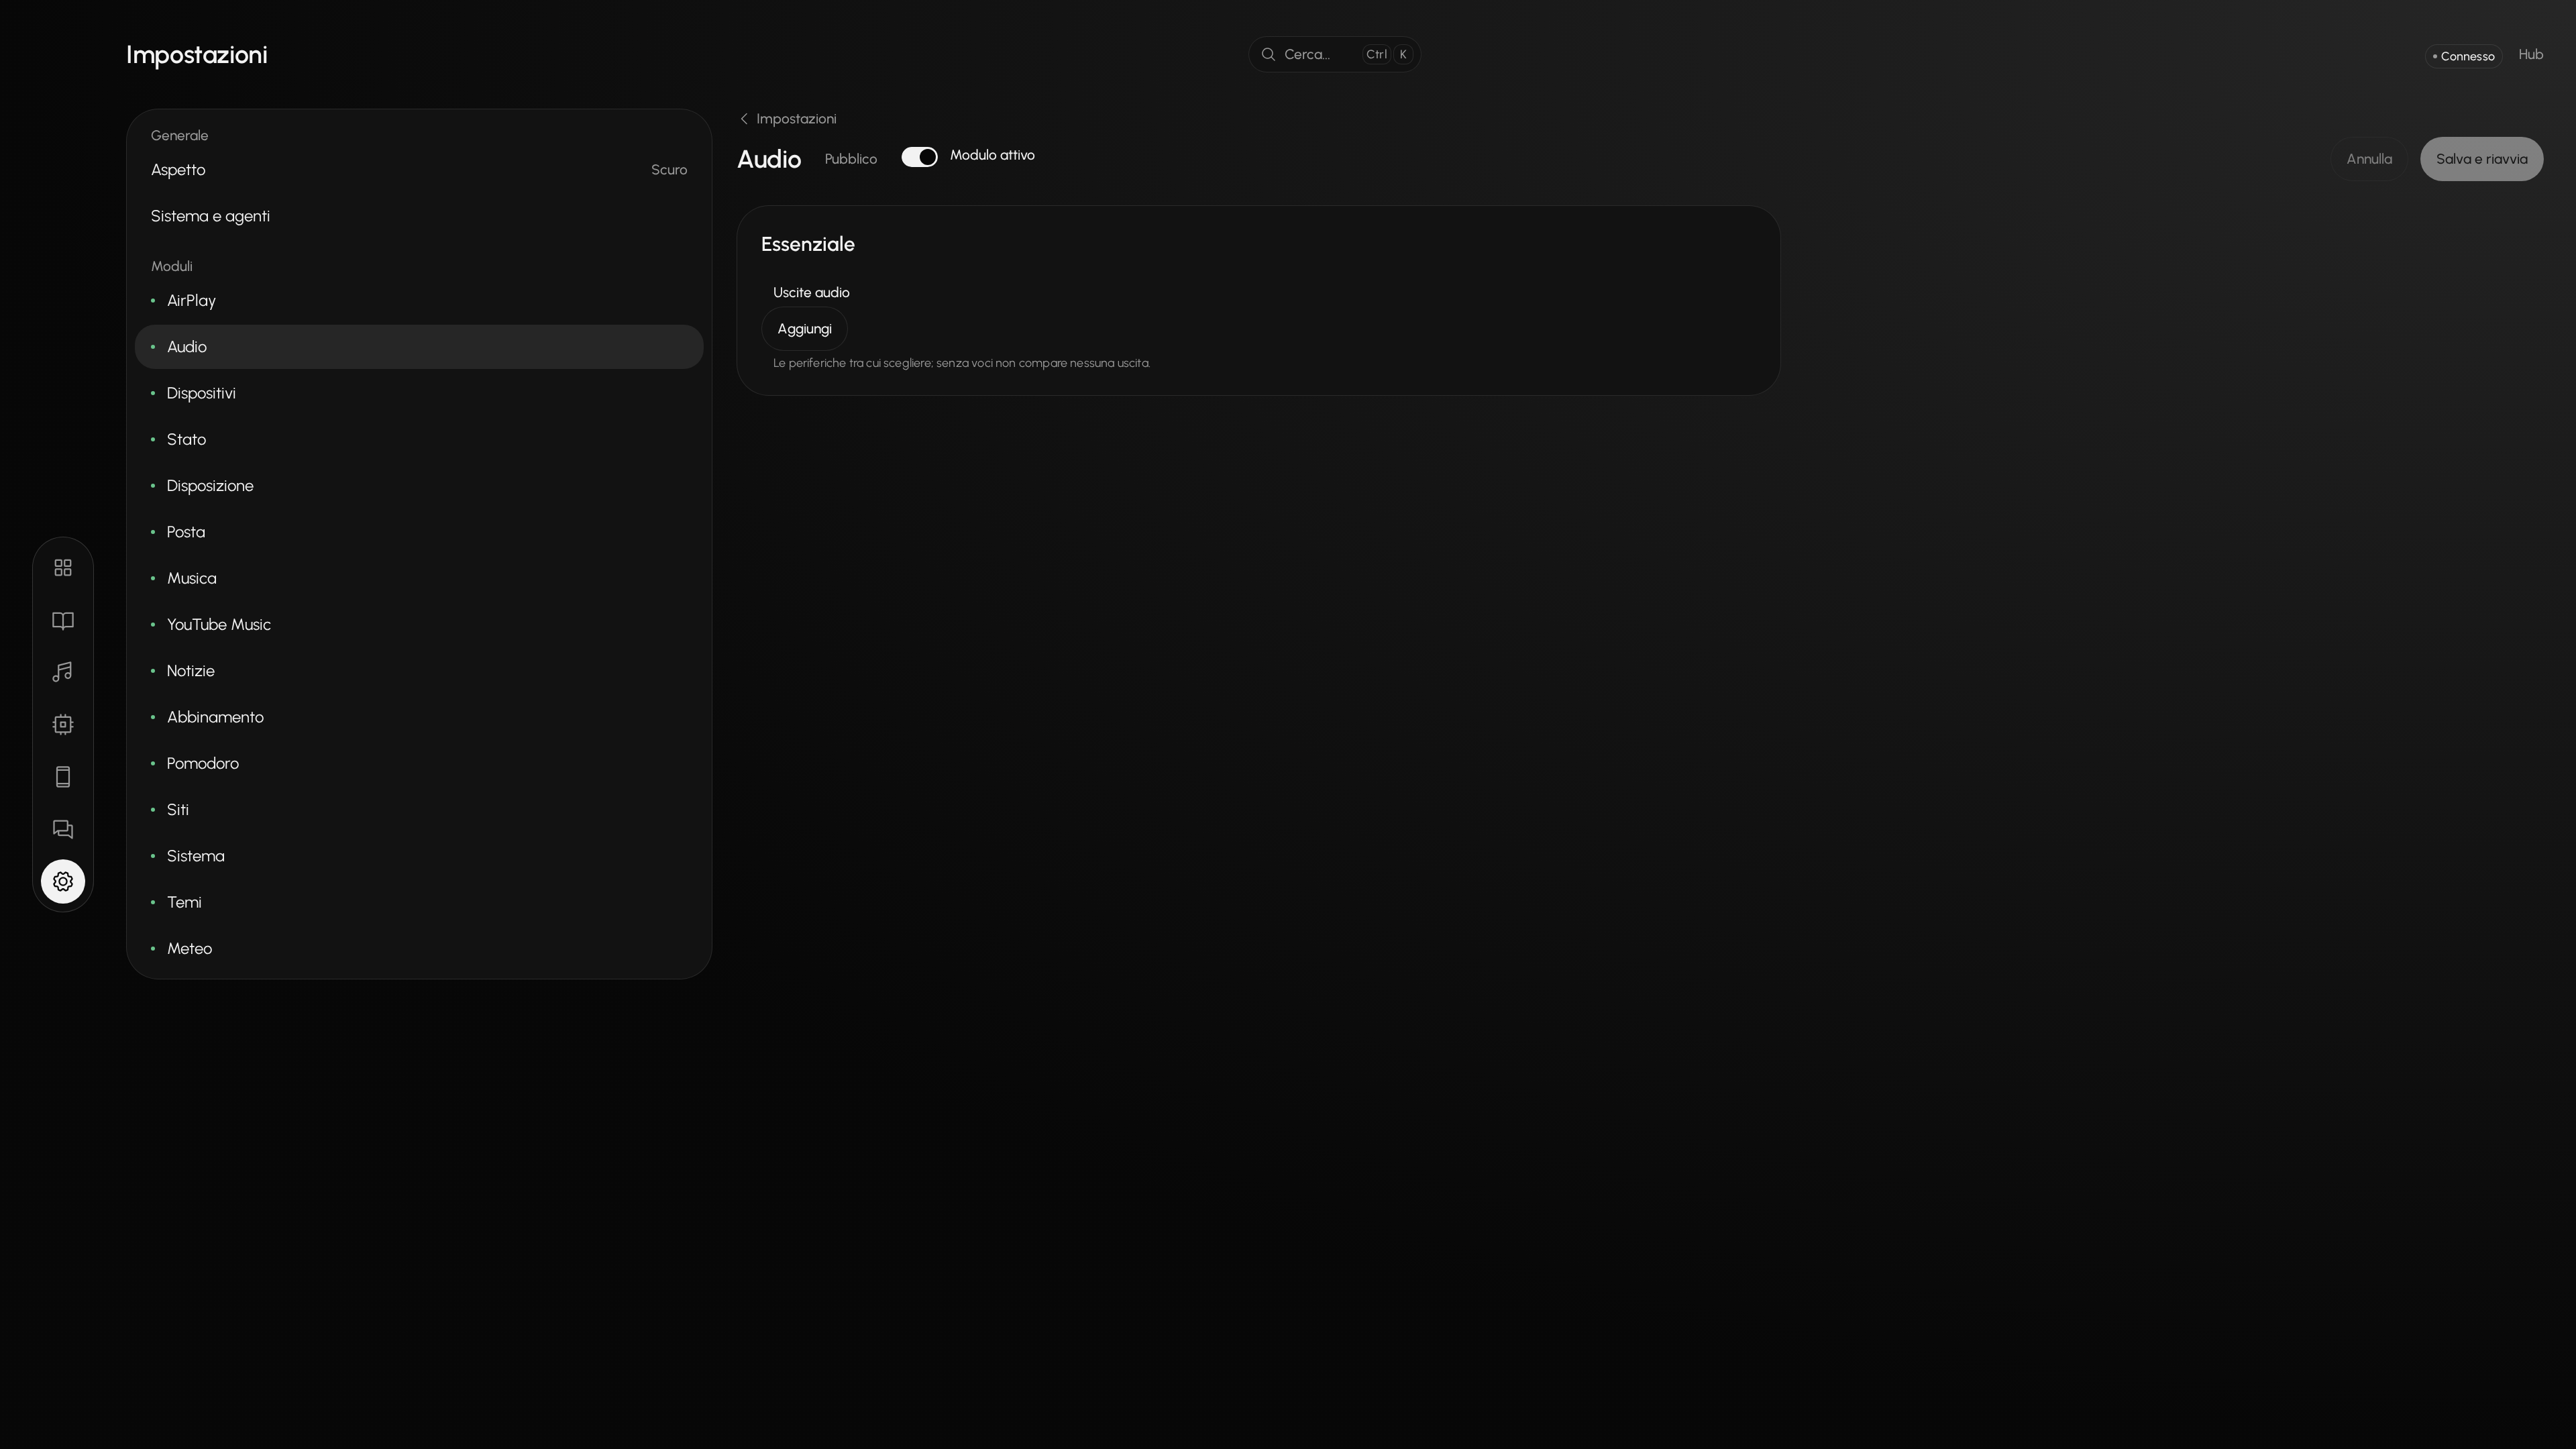 Impostazioni
Cerca... Ctrl K
Connesso Hub
Generale
Aspetto Scuro
Sistema e agenti
Moduli
AirPlay
Audio
Dispositivi
Stato
Disposizione
Posta
Musica
YouTube Music
Notizie
Abbinamento
Pomodoro
Siti
Sistema
Temi
Meteo
Impostazioni
Audio Pubblico Modulo attivo
Annulla Salva e riavvia
Essenziale
Uscite audio
Aggiungi
Le periferiche tra cui scegliere; senza voci non compare nessuna uscita.